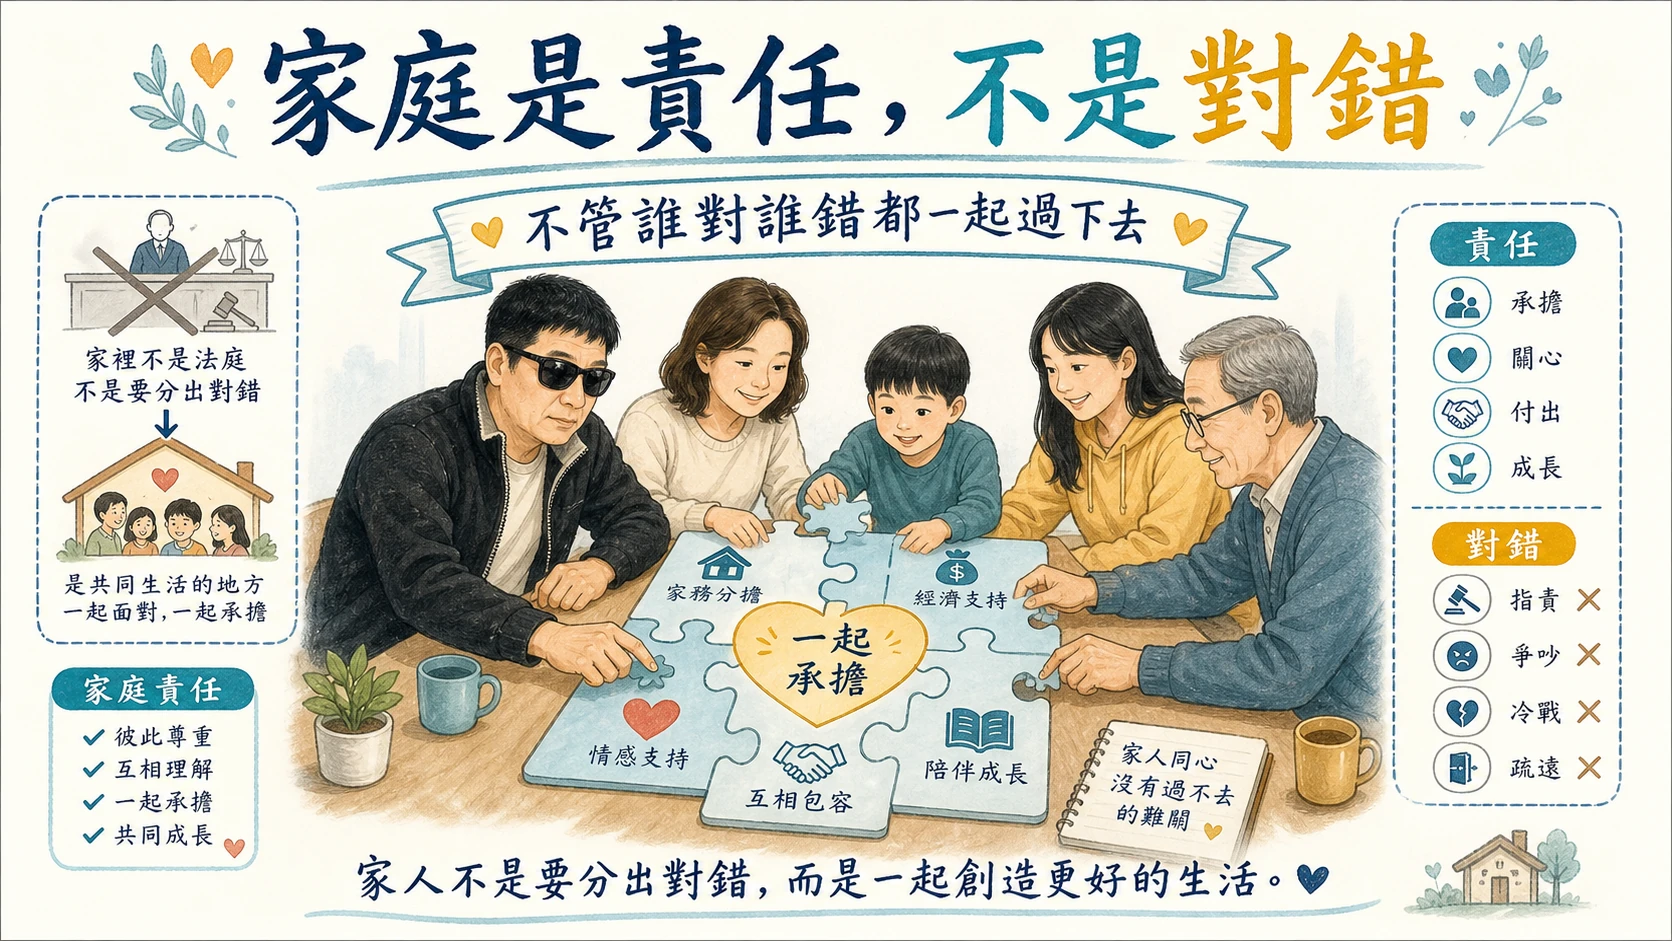 家庭是責任，不是對錯
不管誰對誰錯都一起過下去
家裡不是法庭
不是要分出對錯
是共同生活的地方
一起面對，一起承擔
家庭責任
彼此尊重
互相理解
一起承擔
共同成長
家務分擔
經濟支持
一起
承擔
情感支持
互相包容
陪伴成長
家人同心
沒有過不去
的難關
責任
承擔
關心
付出
成長
對錯
指責
爭吵
冷戰
疏遠
家人不是要分出對錯，而是一起創造更好的生活。